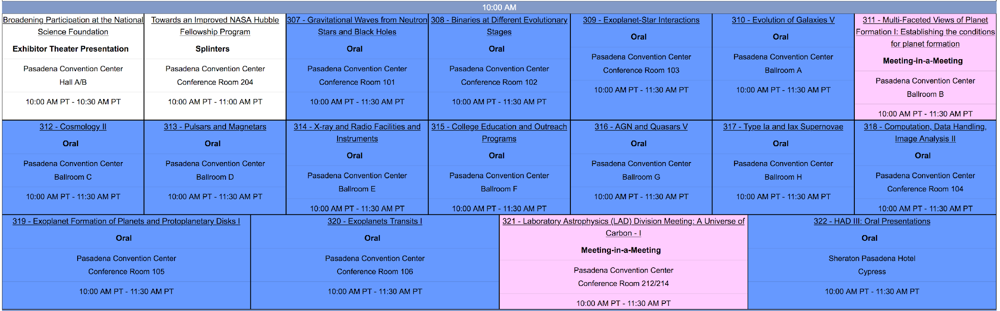 10:00 AM
Broadening Participation at the National
Science Foundation
Exhibitor Theater Presentation
Pasadena Convention Center
Hall A/B
10:00 AM PT - 10:30 AM PT
Towards an Improved NASA Hubble
Fellowship Program
Splinters
Pasadena Convention Center
Conference Room 204
10:00 AM PT - 11:00 AM PT
307 - Gravitational Waves from Neutron
Stars and Black Holes
Oral
Pasadena Convention Center
Conference Room 101
10:00 AM PT - 11:30 AM PT
308 - Binaries at Different Evolutionary
Stages
Oral
Pasadena Convention Center
Conference Room 102
10:00 AM PT - 11:30 AM PT
309 - Exoplanet-Star Interactions
Oral
Pasadena Convention Center
Conference Room 103
10:00 AM PT - 11:30 AM PT
310 - Evolution of Galaxies V
Oral
Pasadena Convention Center
Ballroom A
10:00 AM PT - 11:30 AM PT
311 - Multi-Faceted Views of Planet
Formation I: Establishing the conditions
for planet formation
Meeting-in-a-Meeting
Pasadena Convention Center
Ballroom B
10:00 AM PT - 11:30 AM PT
312 - Cosmology II
Oral
Pasadena Convention Center
Ballroom C
10:00 AM PT - 11:30 AM PT
313 - Pulsars and Magnetars
Oral
Pasadena Convention Center
Ballroom D
10:00 AM PT - 11:30 AM PT
314 - X-ray and Radio Facilities and
Instruments
Oral
Pasadena Convention Center
Ballroom E
10:00 AM PT - 11:30 AM PT
315 - College Education and Outreach
Programs
Oral
Pasadena Convention Center
Ballroom F
10:00 AM PT - 11:30 AM PT
316 - AGN and Quasars V
Oral
Pasadena Convention Center
Ballroom G
10:00 AM PT - 11:30 AM PT
317 - Type Ia and Iax Supernovae
Oral
Pasadena Convention Center
Ballroom H
10:00 AM PT - 11:30 AM PT
318 - Computation, Data Handling,
Image Analysis II
Oral
Pasadena Convention Center
Conference Room 104
10:00 AM PT - 11:30 AM PT
319 - Exoplanet Formation of Planets and Protoplanetary Disks I
Oral
Pasadena Convention Center
Conference Room 105
10:00 AM PT - 11:30 AM PT
320 - Exoplanets Transits I
Oral
Pasadena Convention Center
Conference Room 106
10:00 AM PT - 11:30 AM PT
321 - Laboratory Astrophysics (LAD) Division Meeting: A Universe of
Carbon - I
Meeting-in-a-Meeting
Pasadena Convention Center
Conference Room 212/214
10:00 AM PT - 11:30 AM PT
322 - HAD III: Oral Presentations
Oral
Sheraton Pasadena Hotel
Cypress
10:00 AM PT - 11:30 AM PT